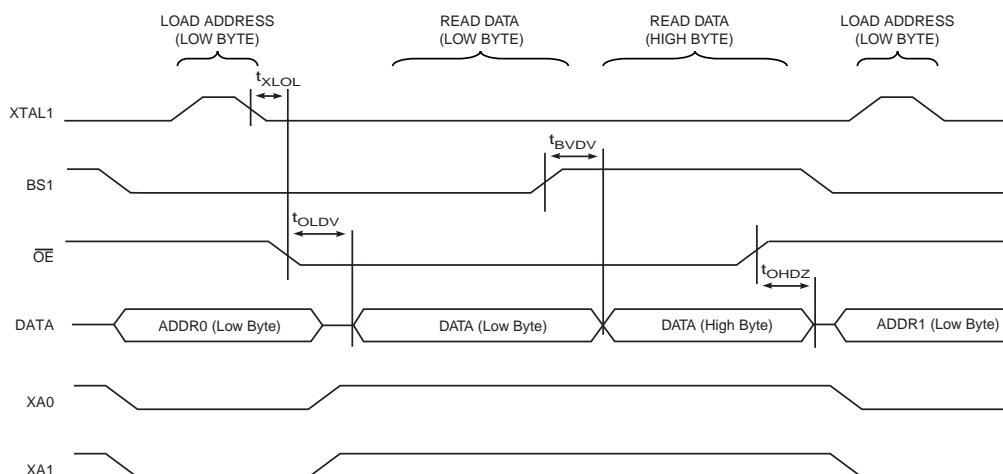 LOAD ADDRESS
(LOW BYTE)
READ DATA
(LOW BYTE)
READ DATA
(HIGH BYTE)
LOAD ADDRESS
(LOW BYTE)
tXLOL
XTAL1
tBVDV
BS1
tOLDV
OE
tOHDZ
DATA
ADDR0 (Low Byte)
DATA (Low Byte)
DATA (High Byte)
ADDR1 (Low Byte)
XA0
XA1